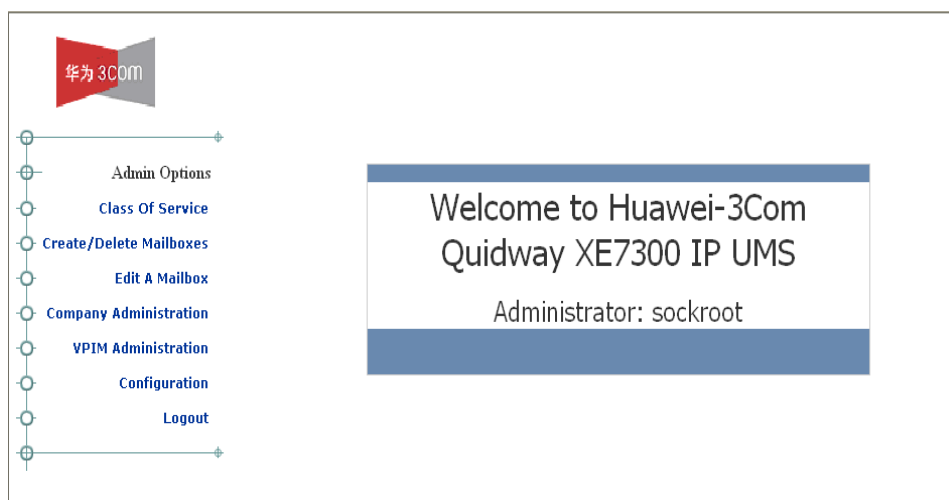 华为 3com
Admin Options
Class Of Service
Create/Delete Mailboxes
Edit A Mailbox
Company Administration
VPIM Administration
Configuration
Logout
Welcome to Huawei-3Com
Quidway XE7300 IP UMS
Administrator: sockroot